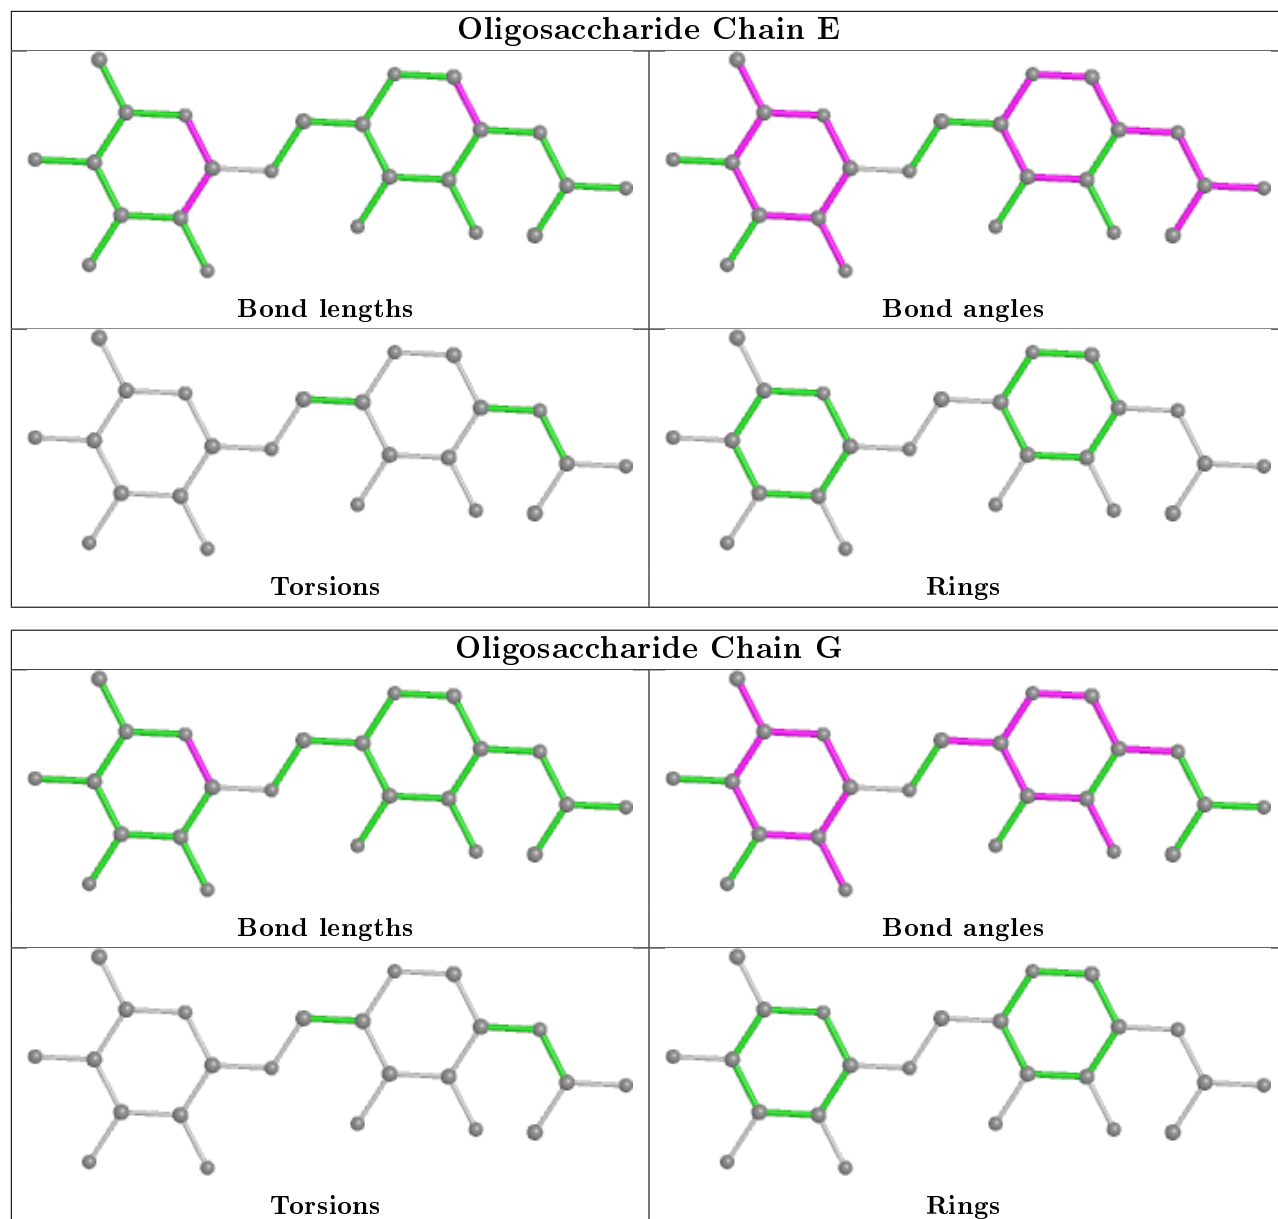 Oligosaccharide Chain E
Bond lengths
Bond angles
Torsions
Rings
Oligosaccharide Chain G
Bond lengths
Bond angles
Torsions
Rings